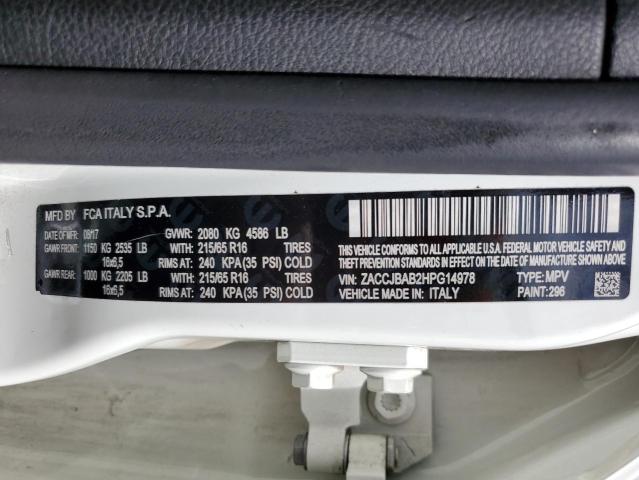 MFD BY FCA ITALY S.P.A.
DATE OF MFR: 09/17 GVWR: 2080 KG 4586 LB
GAWR FRONT: 1150 KG 2535 LB WITH: 215/65 R16 TIRES
16x6,5 RIMS AT: 240 KPA (35 PSI) COLD
GAWR REAR: 1000 KG 2205 LB WITH: 215/65 R16 TIRES
16x6,5 RIMS AT: 240 KPA (35 PSI) COLD
THIS VEHICLE CONFORMS TO ALL APPLICABLE U.S.A. FEDERAL MOTOR VEHICLE SAFETY
BUMPER, AND THEFT PREVENTION STANDARDS IN EFFECT ON THE DATE OF MANUFACTURE SHOWN ABOVE.
VIN: ZACCJBAB2HPG14978 TYPE: MPV
VEHICLE MADE IN: ITALY PAINT: 296